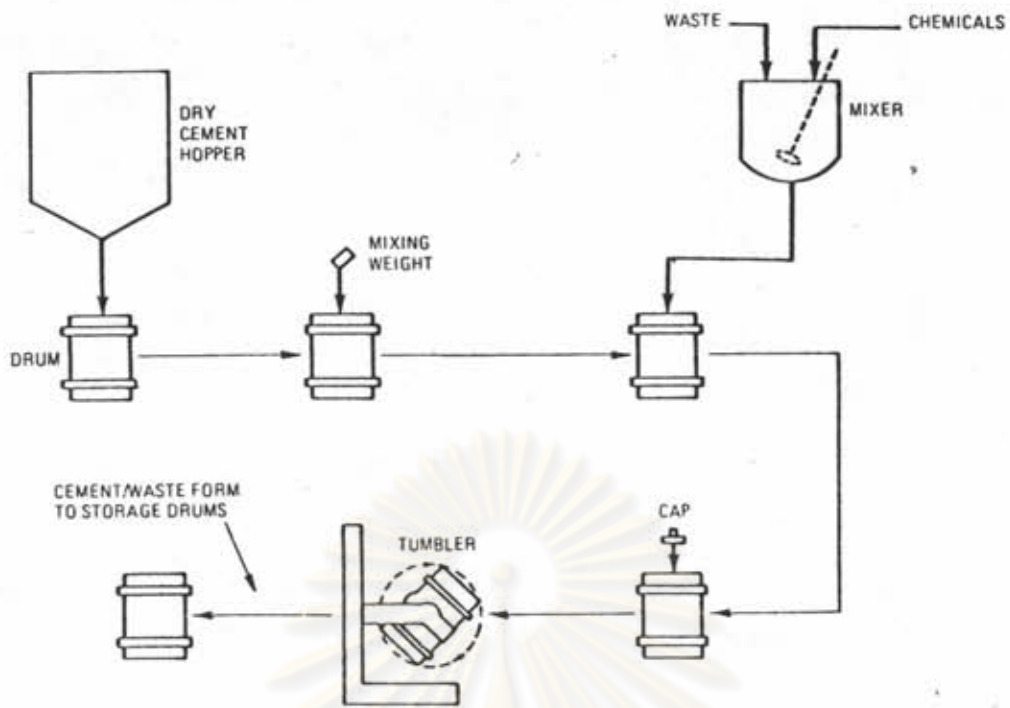 WASTE
CHEMICALS
DRY
CEMENT
HOPPER
MIXER
MIXING
WEIGHT
DRUM
CEMENT/WASTE FORM
TO STORAGE DRUMS
TUMBLER
CAP